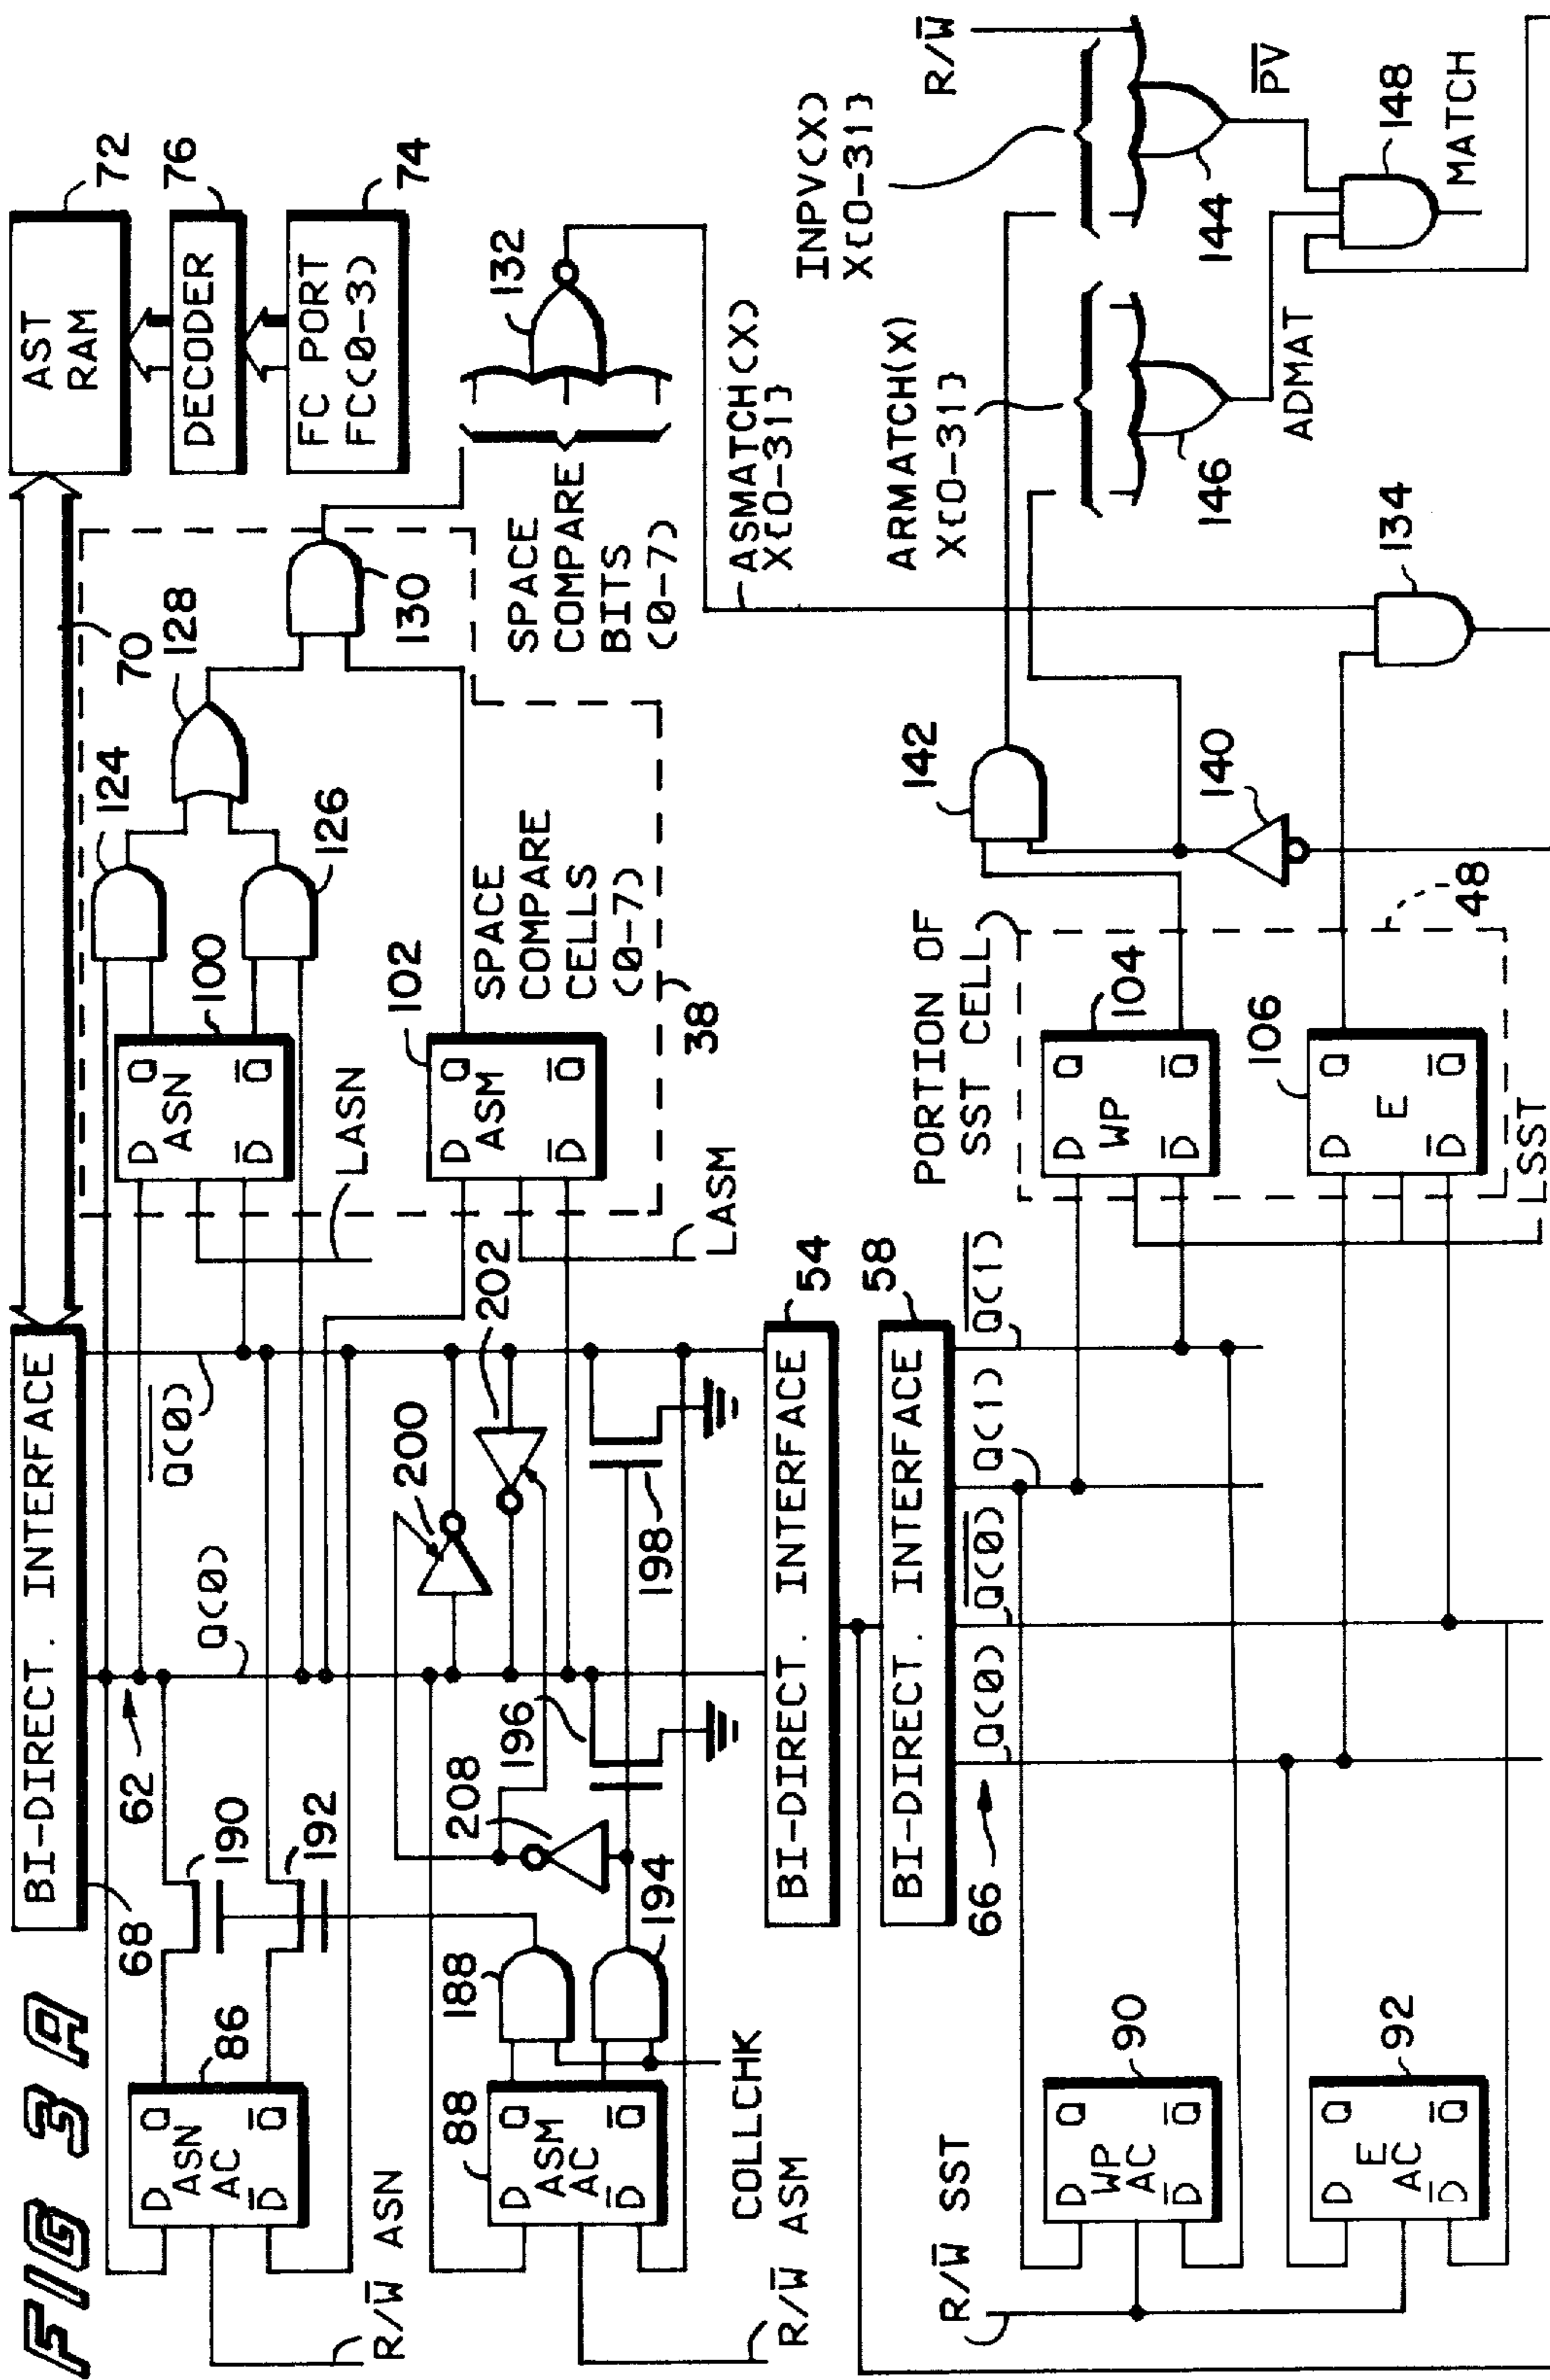 FIG 3A
BI-DIRECT. INTERFACE
68
70
AST
RAM
72
DECODER
76
FC PORT
FC(0-3)
74
62
Q(0)
Q̅(̅0̅)̅
86
D Q
ASN
AC
D̅ Q̅
190
192
R/W̅ ASN
D Q
ASN
D̅ Q̅
100
LASN
124
126
128
130
132
SPACE
COMPARE
BITS
(0-7)
88
D Q
ASM
AC
D̅ Q̅
188
194
208
196
198
200
202
COLLCHK
R/W̅ ASM
D Q
ASM
D̅ Q̅
102
LASM
SPACE
COMPARE
CELLS
(0-7)
38
ASMATCH(X)
X[0-31}
BI-DIRECT. INTERFACE
54
BI-DIRECT. INTERFACE
58
66
Q(0)
Q̅(̅0̅)̅
Q(1)
Q̅(̅1̅)̅
R/W̅ SST
D Q
WP
AC
D̅ Q̅
90
D Q
E
AC
D̅ Q̅
92
PORTION OF
SST CELL
D Q
WP
D̅ Q̅
104
D Q
E
D̅ Q̅
106
48
LSST
142
140
134
ARMATCH(X)
X[0-31}
INPV(X)
X[0-31}
R/W̅
146
144
ADMAT
P̅V̅
148
MATCH